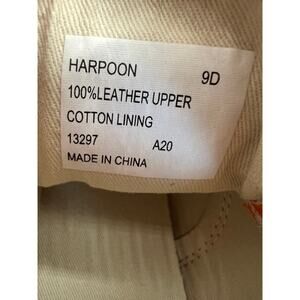 HARPOON 9D
100%LEATHER UPPER
COTTON LINING
13297 A20
MADE IN CHINA